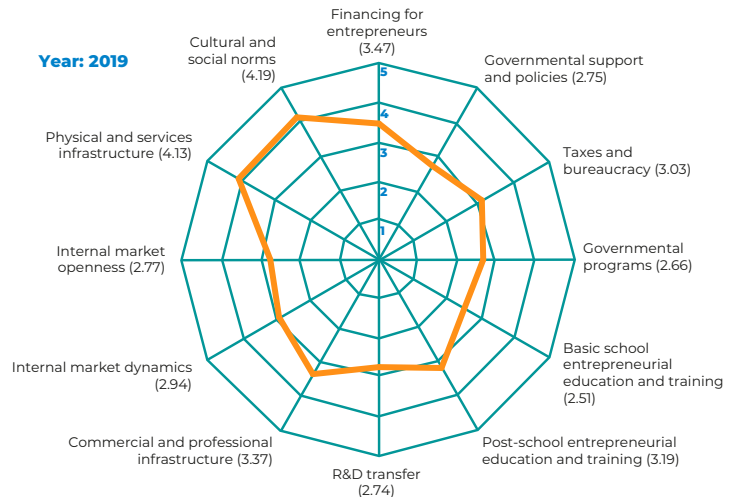 Year: 2019
Financing for
entrepreneurs
(3.47)
Governmental support
and policies (2.75)
Taxes and
bureaucracy (3.03)
Governmental
programs (2.66)
Basic school
entrepreneurial
education and training
(2.51)
Post-school entrepreneurial
education and training (3.19)
R&D transfer
(2.74)
Commercial and professional
infrastructure (3.37)
Internal market dynamics
(2.94)
Internal market
openness (2.77)
Physical and services
infrastructure (4.13)
Cultural and
social norms
(4.19)
5
4
3
2
1